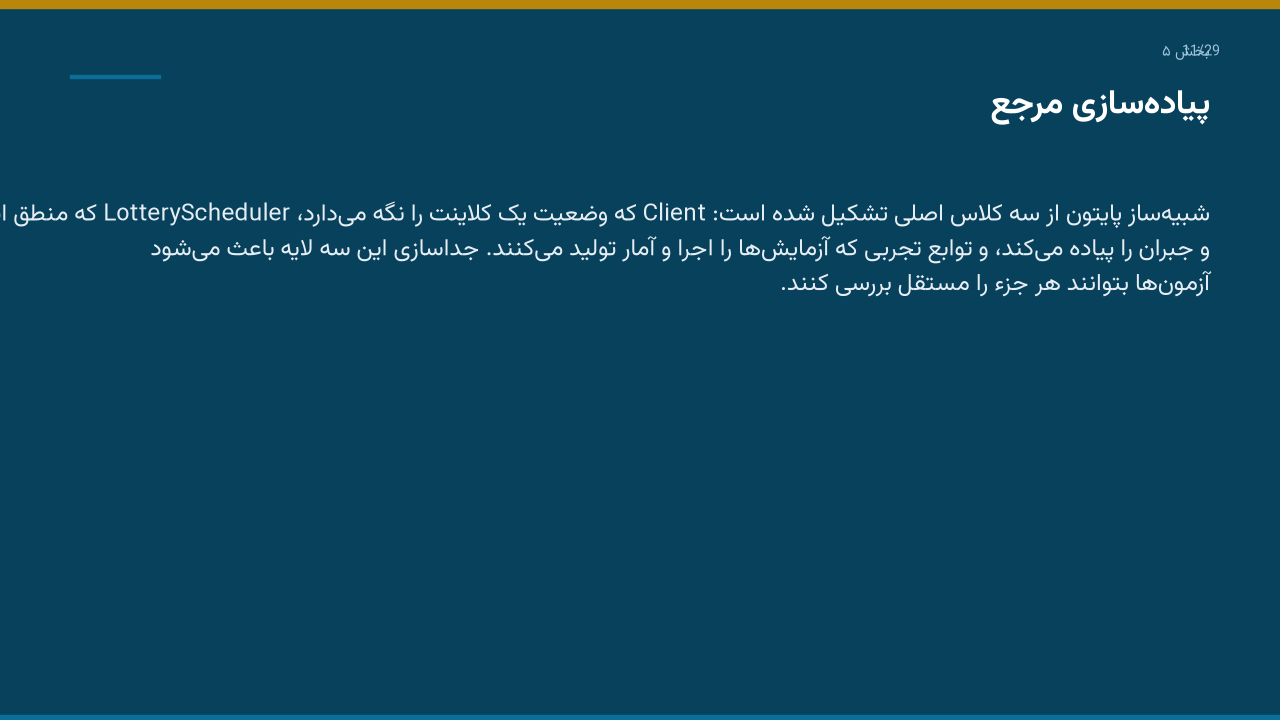 بخش ۵
11/29
پیاده‌سازی مرجع
شبیه‌ساز پایتون از سه کلاس اصلی تشکیل شده است: Client که وضعیت یک کلاینت را نگه می‌دارد، LotteryScheduler که منطق
و جبران را پیاده می‌کند، و توابع تجربی که آزمایش‌ها را اجرا و آمار تولید می‌کنند. جداسازی این سه لایه باعث می‌شود
آزمون‌ها بتوانند هر جزء را مستقل بررسی کنند.